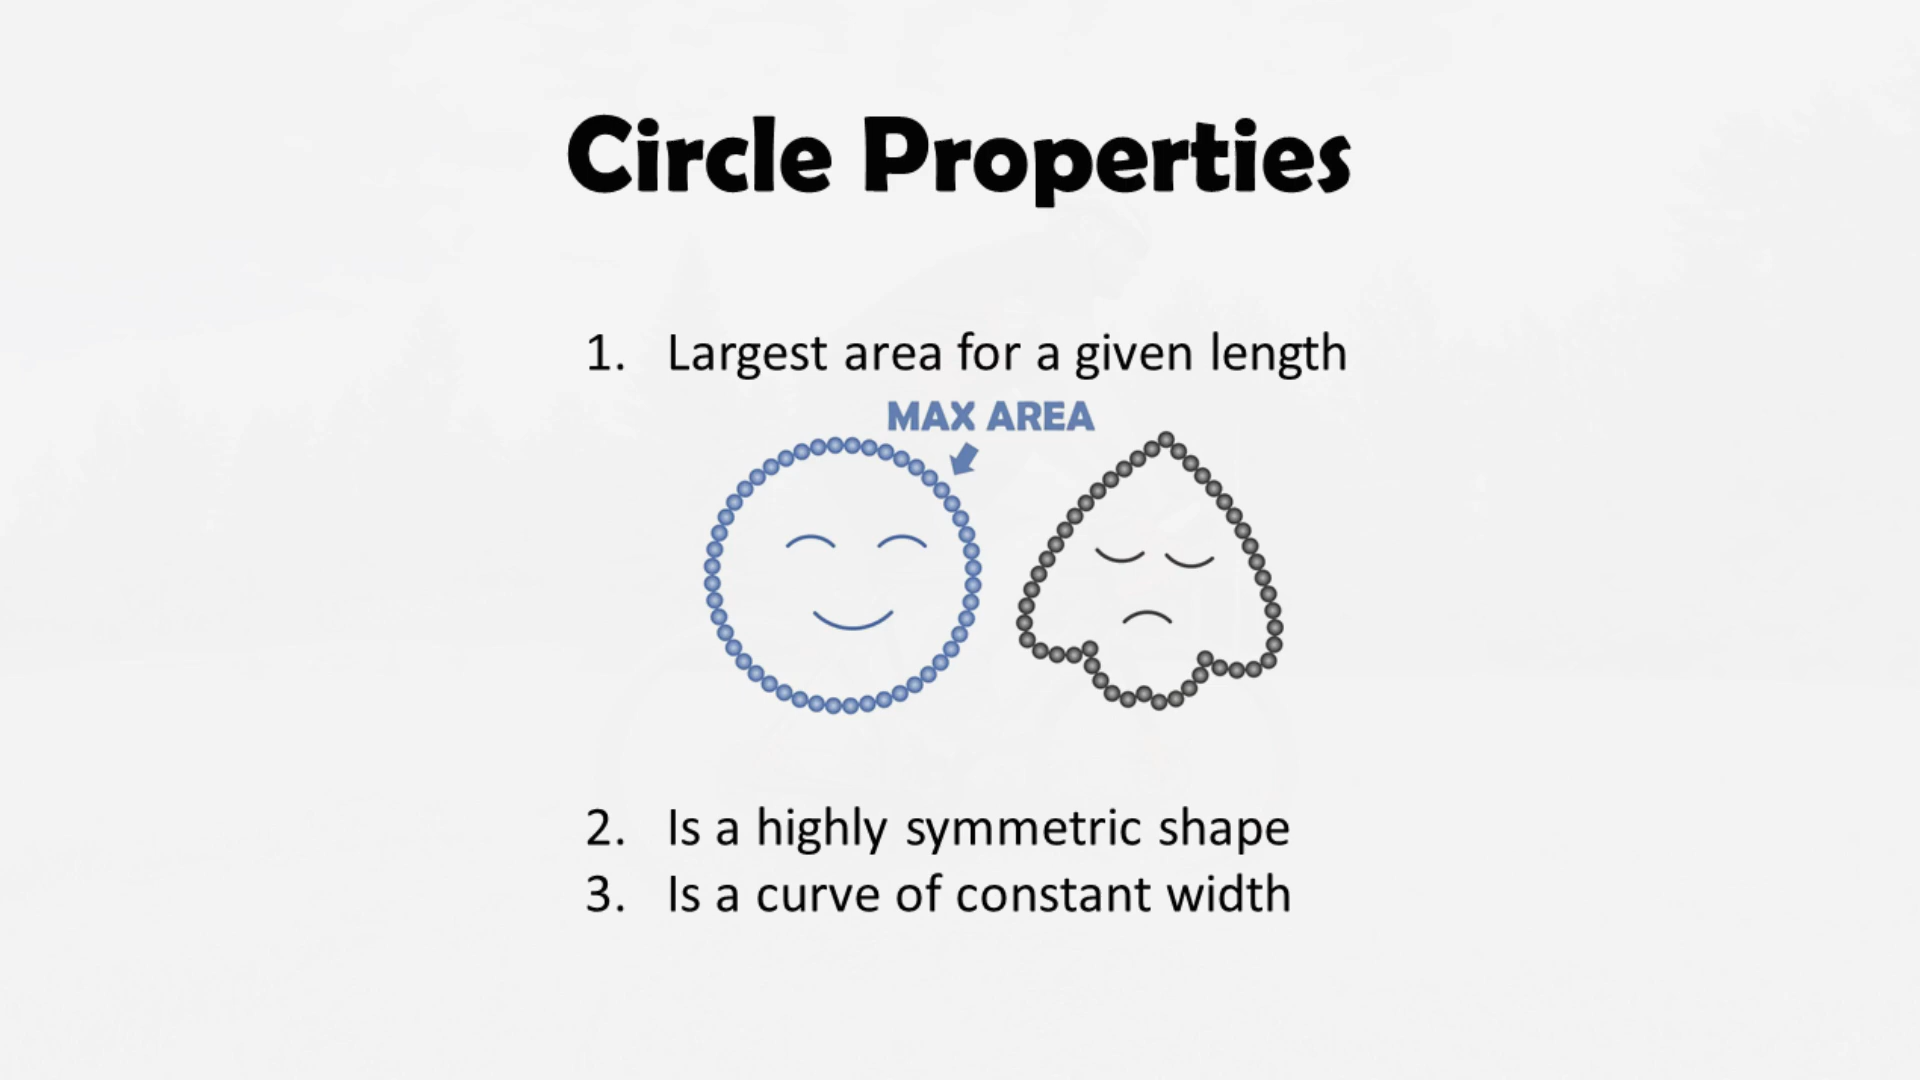 Circle Properties
1. Largest area for a given length
MAX AREA
2. Is a highly symmetric shape
3. Is a curve of constant width